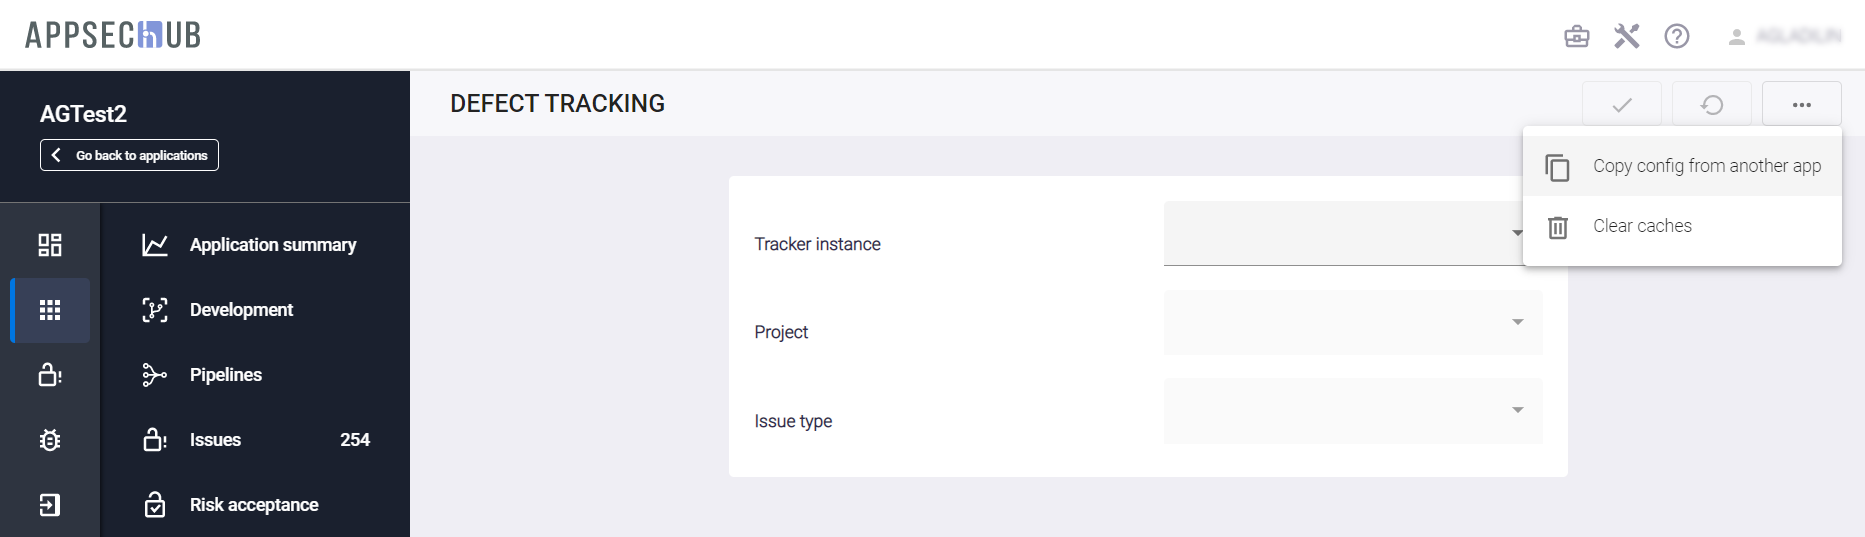 APPSECHUB
AGTest2
Go back to applications
Application summary
Development
Pipelines
Issues 254
Risk acceptance
DEFECT TRACKING
Copy config from another app
Clear caches
Tracker instance
Project
Issue type